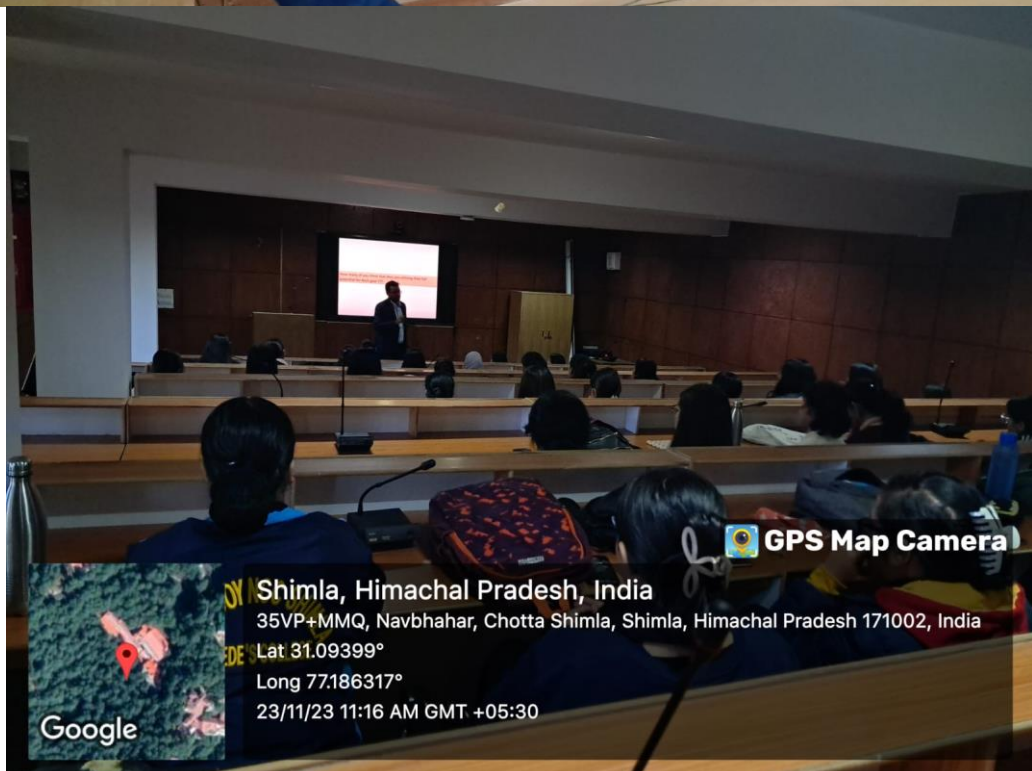 GPS Map Camera
Shimla, Himachal Pradesh, India
35VP+MMQ, Navbhahar, Chotta Shimla, Shimla, Himachal Pradesh 171002, India
Lat 31.09399°
Long 77.186317°
23/11/23 11:16 AM GMT +05:30
Google